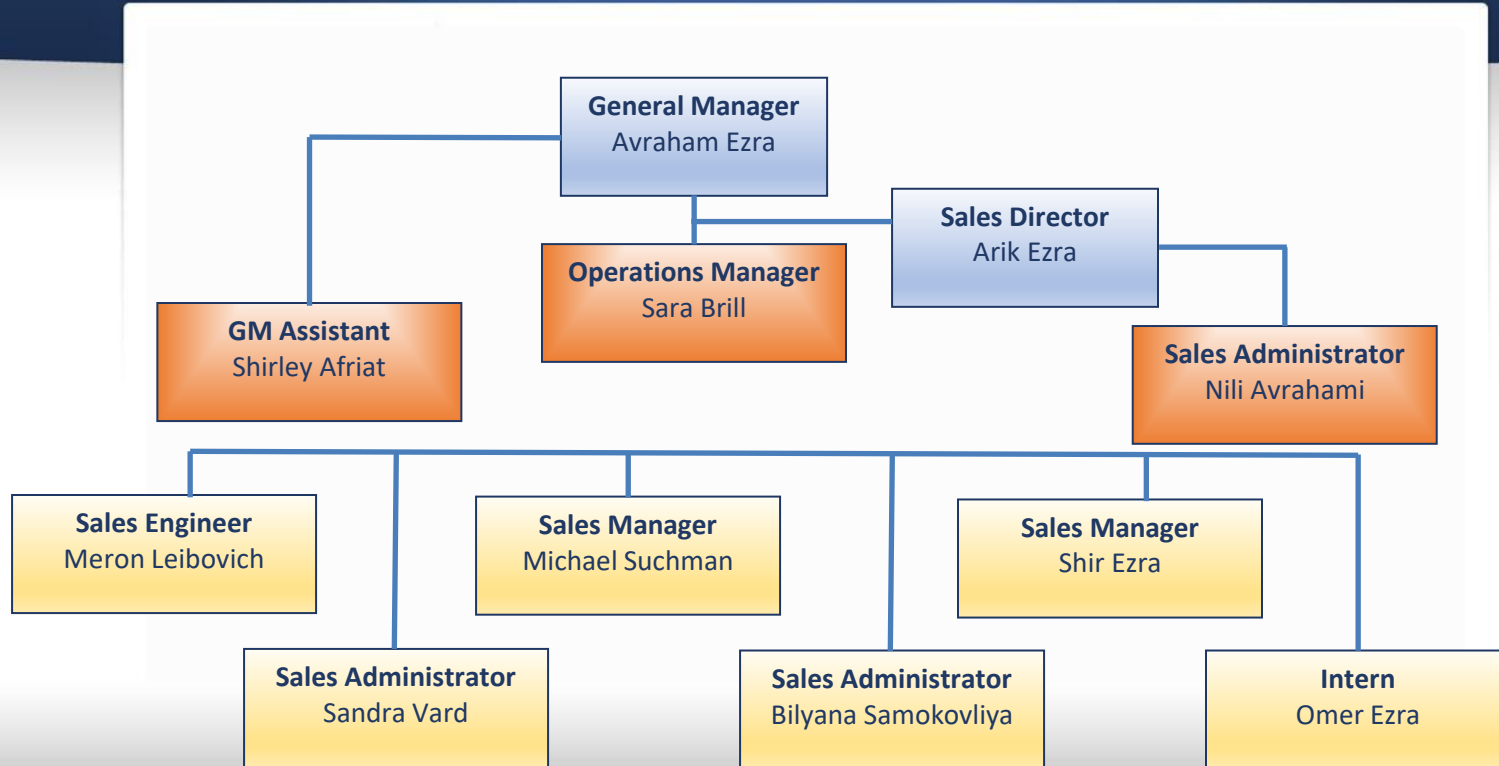 General Manager
Avraham Ezra
Sales Director
Arik Ezra
Operations Manager
Sara Brill
GM Assistant
Shirley Afriat
Sales Administrator
Nili Avrahami
Sales Engineer
Meron Leibovich
Sales Manager
Michael Suchman
Sales Manager
Shir Ezra
Sales Administrator
Sandra Vard
Sales Administrator
Bilyana Samokovliya
Intern
Omer Ezra